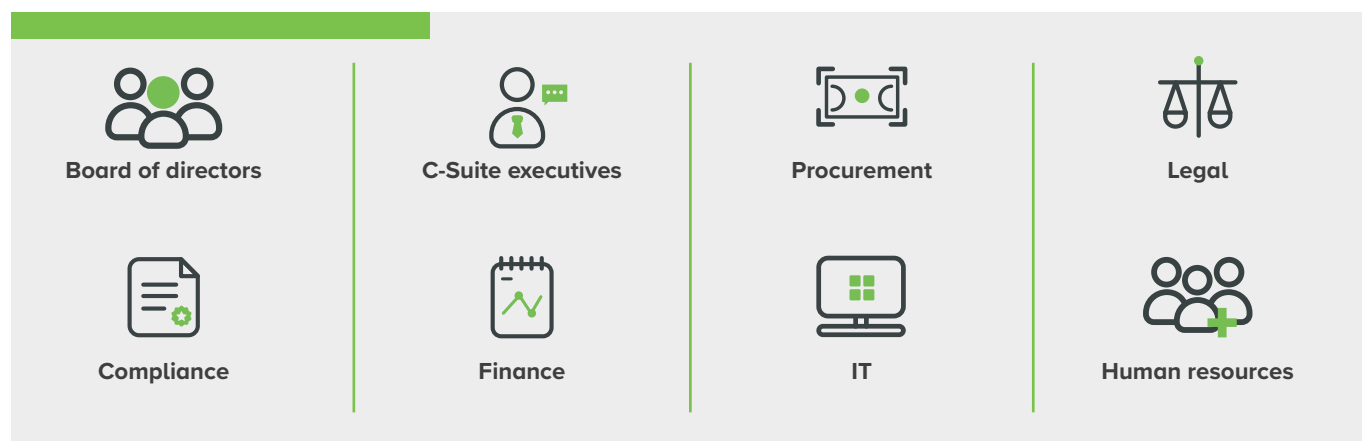 Board of directors
C-Suite executives
Procurement
Legal
Compliance
Finance
IT
Human resources